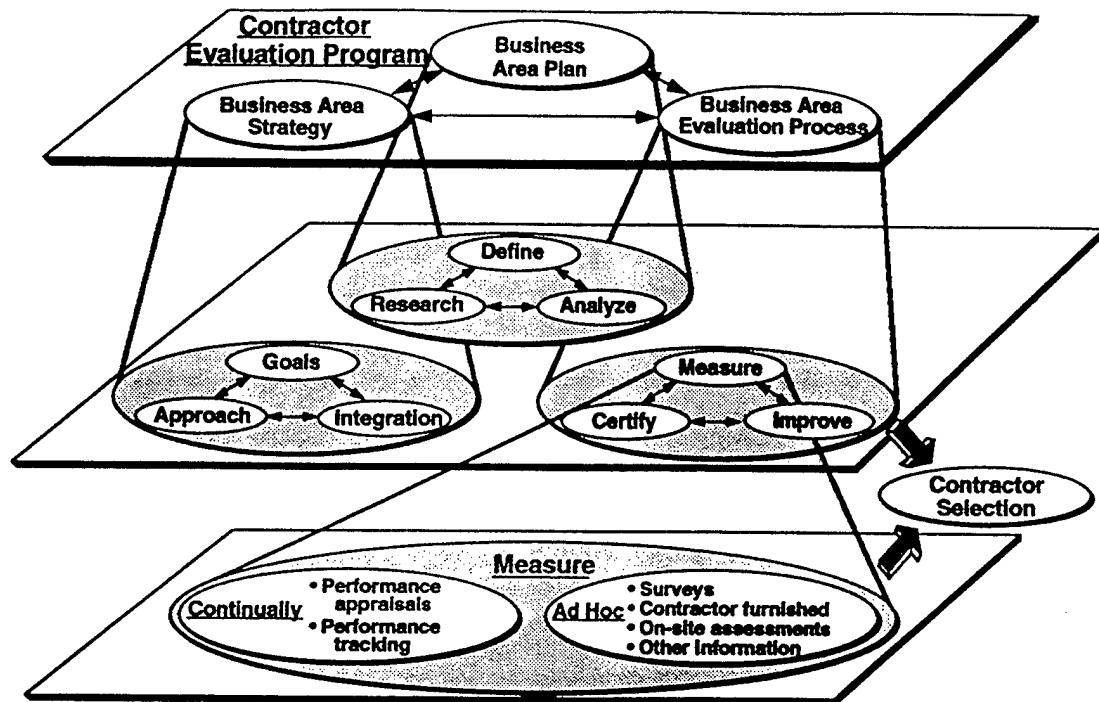 Contractor
Evaluation Program
Business
Area Plan
Business Area
Strategy
Business Area
Evaluation Process
Define
Research
Analyze
Goals
Approach
Integration
Measure
Certify
Improve
Contractor
Selection
Measure
Continually
• Performance
appraisals
• Performance
tracking
Ad Hoc
• Surveys
• Contractor furnished
• On-site assessments
• Other information